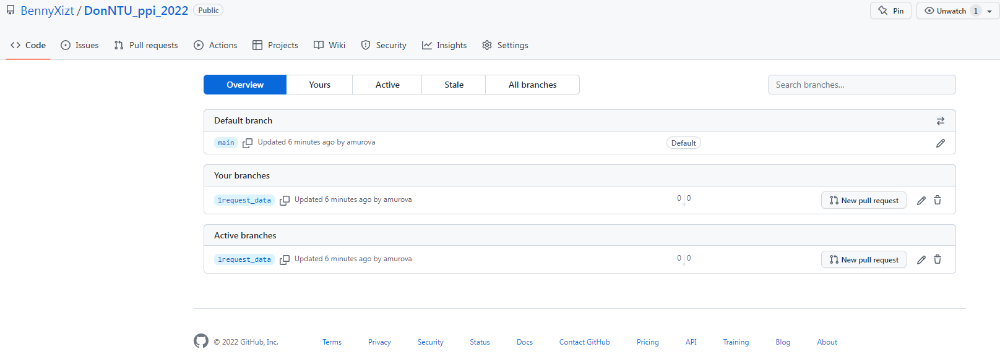 BennyXizt / DonNTU_ppi_2022 Public Pin Unwatch 1
Code Issues Pull requests Actions Projects Wiki Security Insights Settings
Overview Yours Active Stale All branches Search branches...
Default branch
main Updated 6 minutes ago by amurova Default
Your branches
1request_data Updated 6 minutes ago by amurova 0 0 New pull request
Active branches
1request_data Updated 6 minutes ago by amurova 0 0 New pull request
© 2022 GitHub, Inc. Terms Privacy Security Status Docs Contact GitHub Pricing API Training Blog About